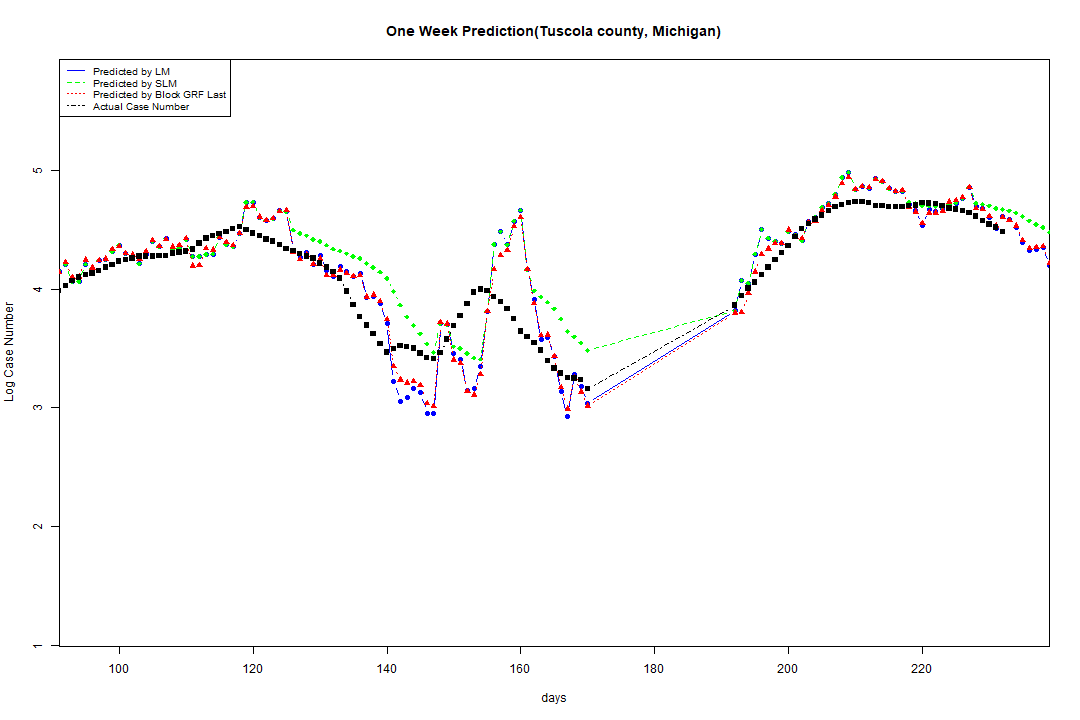 One Week Prediction(Tuscola county, Michigan)
Predicted by LM
Predicted by SLM
Predicted by Block GRF Last
Actual Case Number
Log Case Number
5
4
3
2
1
100 120 140 160 180 200 220
days